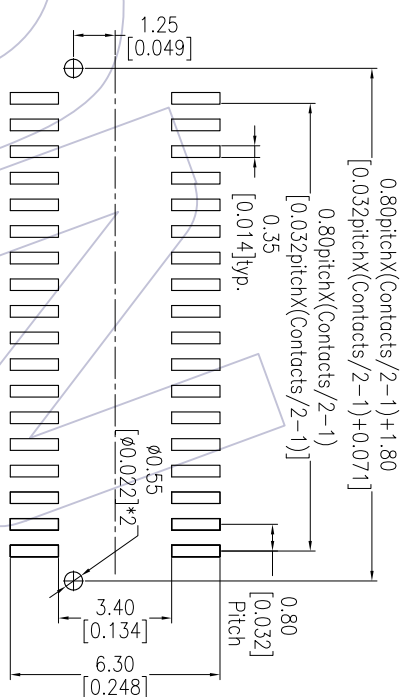 1.25
[0.049]
0.80pitchX(Contacts/2-1)+1.80
[0.032pitchX(Contacts/2-1)+0.071]
0.80pitchX(Contacts/2-1)
[0.032pitchX(Contacts/2-1)]
0.35
[0.014]typ.
ø0.55
[ø0.022]*2
0.80
[0.032]
Pitch
3.40
[0.134]
6.30
[0.248]